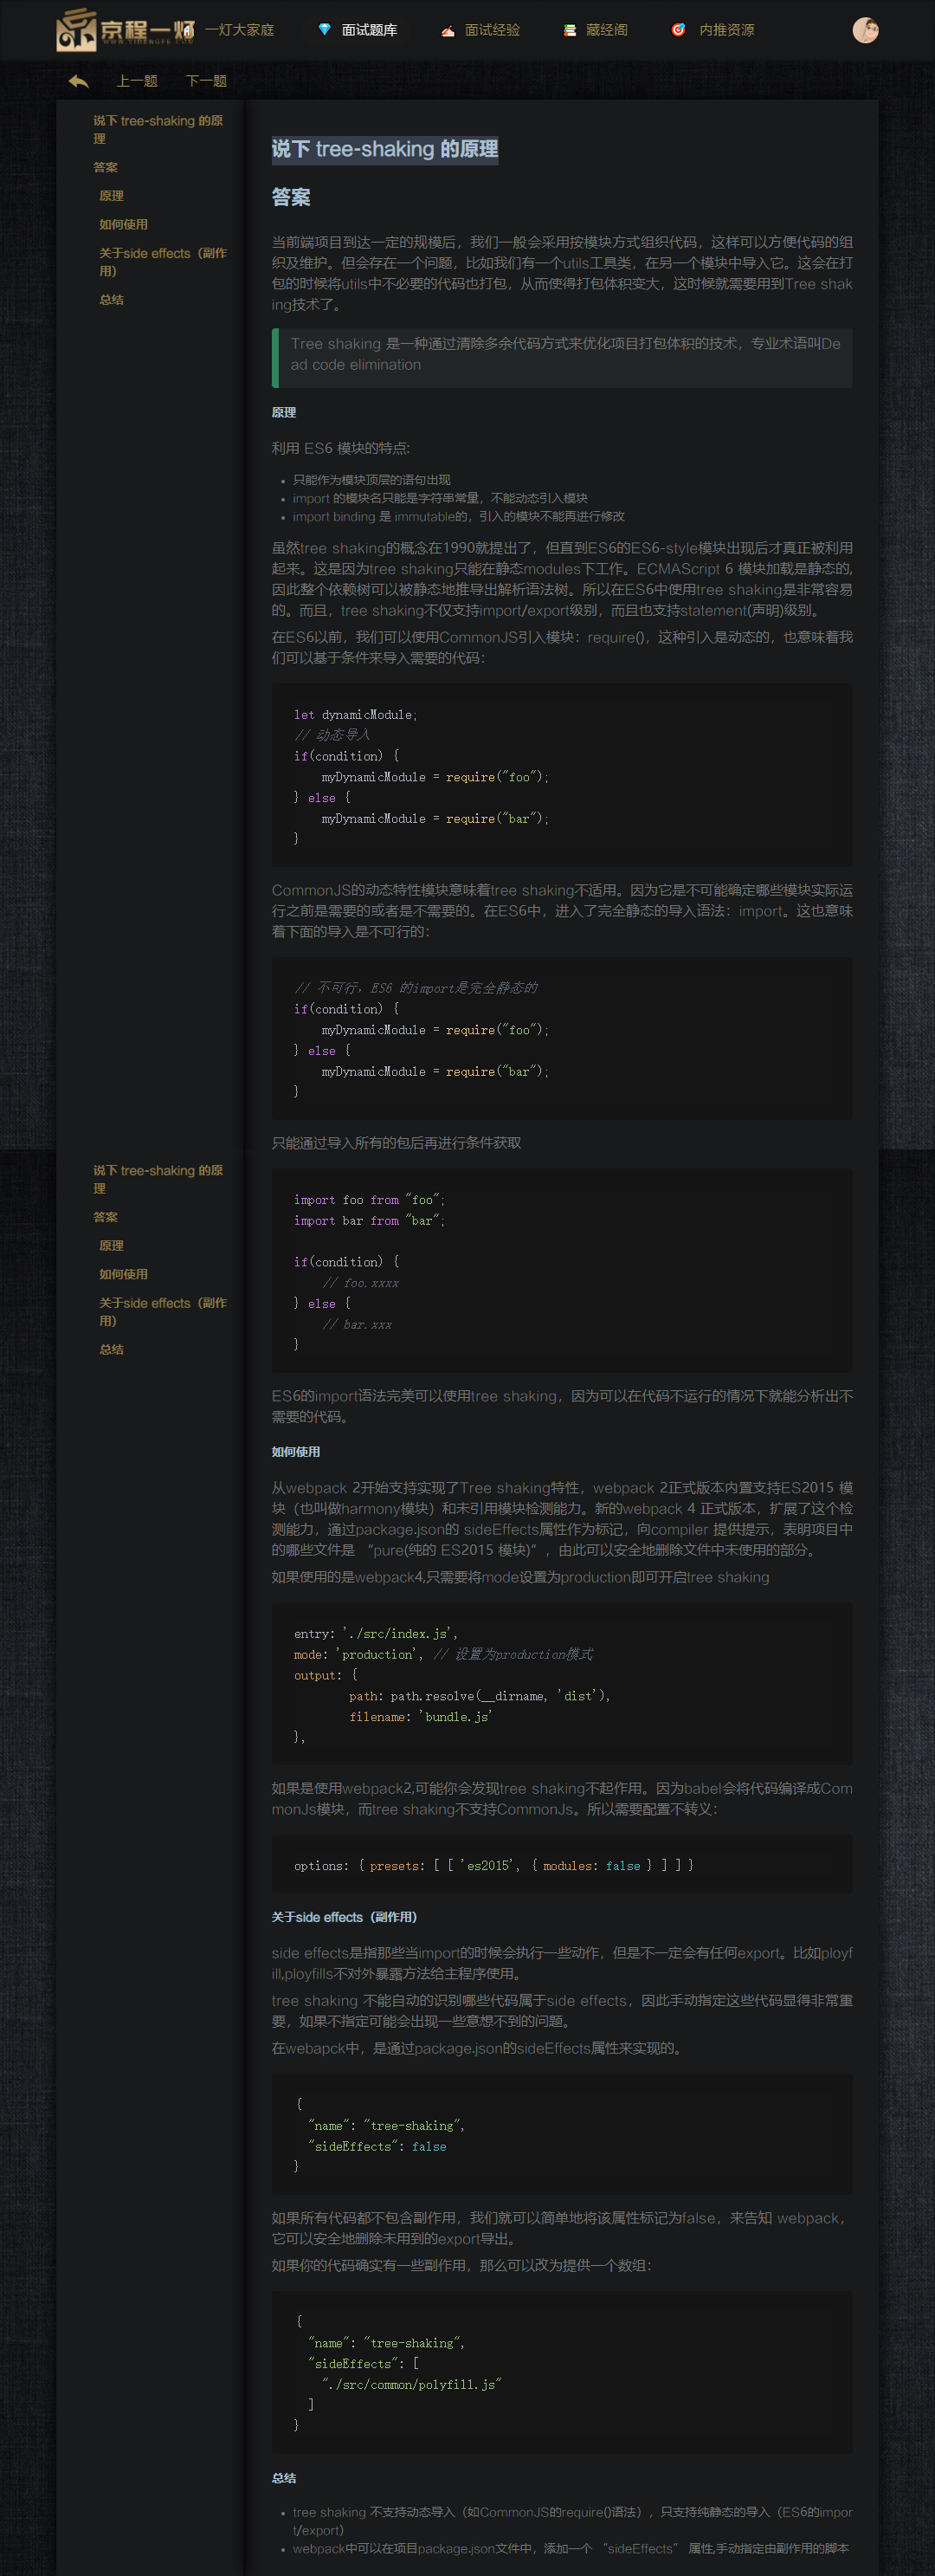 京程一灯
WWW.YIDENGFE.COM
一灯大家庭
面试题库
面试经验
藏经阁
内推资源
上一题
下一题
说下 tree-shaking 的原
理
答案
原理
如何使用
关于side effects（副作
用）
总结
说下 tree-shaking 的原理
答案
当前端项目到达一定的规模后，我们一般会采用按模块方式组织代码，这样可以方便代码的组
织及维护。但会存在一个问题，比如我们有一个utils工具类，在另一个模块中导入它。这会在打
包的时候将utils中不必要的代码也打包，从而使得打包体积变大，这时候就需要用到Tree shak
ing技术了。
Tree shaking 是一种通过清除多余代码方式来优化项目打包体积的技术，专业术语叫De
ad code elimination
原理
利用 ES6 模块的特点:
• 只能作为模块顶层的语句出现
• import 的模块名只能是字符串常量，不能动态引入模块
• import binding 是 immutable的，引入的模块不能再进行修改
虽然tree shaking的概念在1990就提出了，但直到ES6的ES6-style模块出现后才真正被利用
起来。这是因为tree shaking只能在静态modules下工作。ECMAScript 6 模块加载是静态的,
因此整个依赖树可以被静态地推导出解析语法树。所以在ES6中使用tree shaking是非常容易
的。而且，tree shaking不仅支持import/export级别，而且也支持statement(声明)级别。
在ES6以前，我们可以使用CommonJS引入模块：require()，这种引入是动态的，也意味着我
们可以基于条件来导入需要的代码：
let dynamicModule;
// 动态导入
if(condition) {
myDynamicModule = require("foo");
} else {
myDynamicModule = require("bar");
}
CommonJS的动态特性模块意味着tree shaking不适用。因为它是不可能确定哪些模块实际运
行之前是需要的或者是不需要的。在ES6中，进入了完全静态的导入语法：import。这也意味
着下面的导入是不可行的：
// 不可行，ES6 的import是完全静态的
if(condition) {
myDynamicModule = require("foo");
} else {
myDynamicModule = require("bar");
}
只能通过导入所有的包后再进行条件获取
说下 tree-shaking 的原
理
答案
原理
如何使用
关于side effects（副作
用）
总结
import foo from "foo";
import bar from "bar";
if(condition) {
// foo.xxxx
} else {
// bar.xxx
}
ES6的import语法完美可以使用tree shaking，因为可以在代码不运行的情况下就能分析出不
需要的代码。
如何使用
从webpack 2开始支持实现了Tree shaking特性，webpack 2正式版本内置支持ES2015 模
块（也叫做harmony模块）和未引用模块检测能力。新的webpack 4 正式版本，扩展了这个检
测能力，通过package.json的 sideEffects属性作为标记，向compiler 提供提示，表明项目中
的哪些文件是 “pure(纯的 ES2015 模块)”，由此可以安全地删除文件中未使用的部分。
如果使用的是webpack4,只需要将mode设置为production即可开启tree shaking
entry: './src/index.js',
mode: 'production', // 设置为production模式
output: {
path: path.resolve(__dirname, 'dist'),
filename: 'bundle.js'
},
如果是使用webpack2,可能你会发现tree shaking不起作用。因为babel会将代码编译成Com
monJs模块，而tree shaking不支持CommonJs。所以需要配置不转义：
options: { presets: [ [ 'es2015', { modules: false } ] ] }
关于side effects（副作用）
side effects是指那些当import的时候会执行一些动作，但是不一定会有任何export。比如ployf
ill,ployfills不对外暴露方法给主程序使用。
tree shaking 不能自动的识别哪些代码属于side effects，因此手动指定这些代码显得非常重
要，如果不指定可能会出现一些意想不到的问题。
在webapck中，是通过package.json的sideEffects属性来实现的。
{
"name": "tree-shaking",
"sideEffects": false
}
如果所有代码都不包含副作用，我们就可以简单地将该属性标记为false，来告知 webpack，
它可以安全地删除未用到的export导出。
如果你的代码确实有一些副作用，那么可以改为提供一个数组：
{
"name": "tree-shaking",
"sideEffects": [
"./src/common/polyfill.js"
]
}
总结
• tree shaking 不支持动态导入（如CommonJS的require()语法），只支持纯静态的导入（ES6的impor
t/export）
• webpack中可以在项目package.json文件中，添加一个 “sideEffects” 属性,手动指定由副作用的脚本